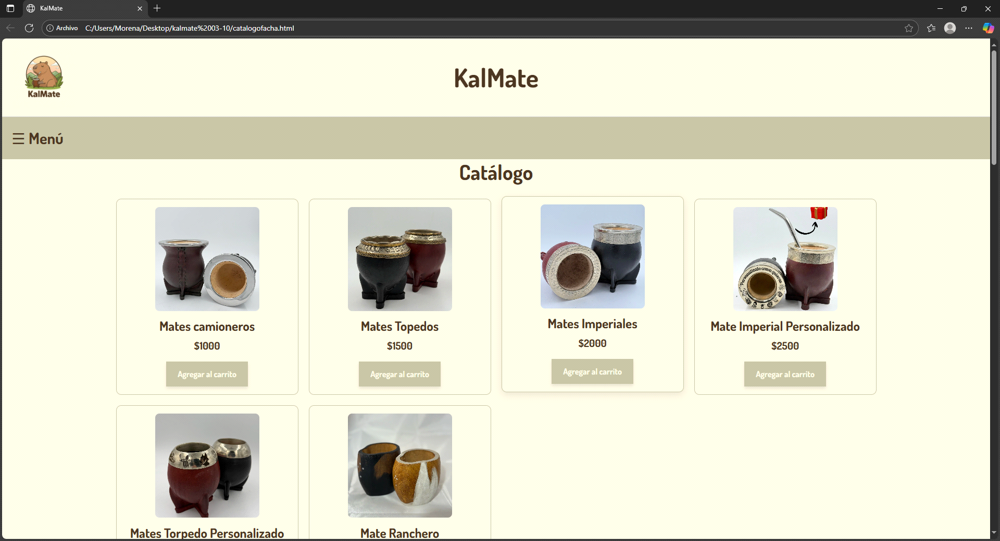 KalMate
Archivo C:/Users/Morena/Desktop/kalmate%2003-10/catalogofacha.html
KalMate
KalMate
☰ Menú
Catálogo
Mates camioneros
$1000
Agregar al carrito
Mates Topedos
$1500
Agregar al carrito
Mates Imperiales
$2000
Agregar al carrito
Personalizalo como quieras
Mate Imperial Personalizado
$2500
Agregar al carrito
Mates Torpedo Personalizado
Mate Ranchero